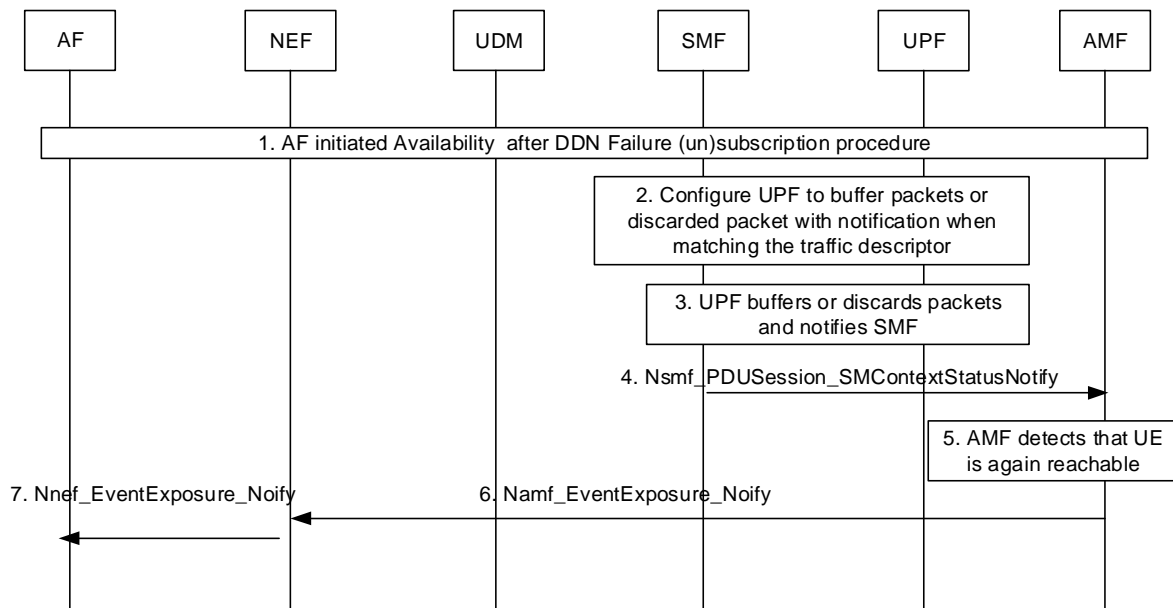 AF
NEF
UDM
SMF
UPF
AMF
1. AF initiated Availability after DDN Failure (un)subscription procedure
2. Configure UPF to buffer packets or
discarded packet with notification when
matching the traffic descriptor
3. UPF buffers or discards packets
and notifies SMF
4. Nsmf_PDUSession_SMContextStatusNotify
5. AMF detects that UE
is again reachable
7. Nnef_EventExposure_Noify
6. Namf_EventExposure_Noify